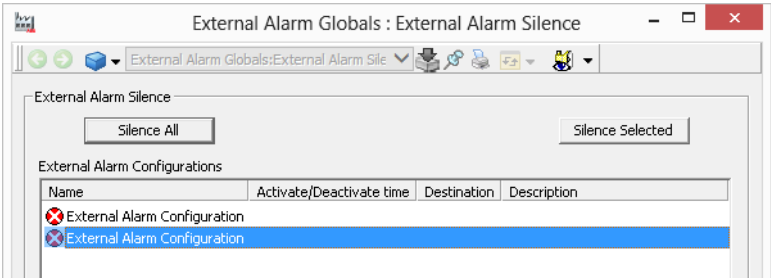 External Alarm Globals : External Alarm Silence
External Alarm Globals:External Alarm Sile
External Alarm Silence
Silence All Silence Selected
External Alarm Configurations
Name Activate/Deactivate time Destination Description
External Alarm Configuration
External Alarm Configuration